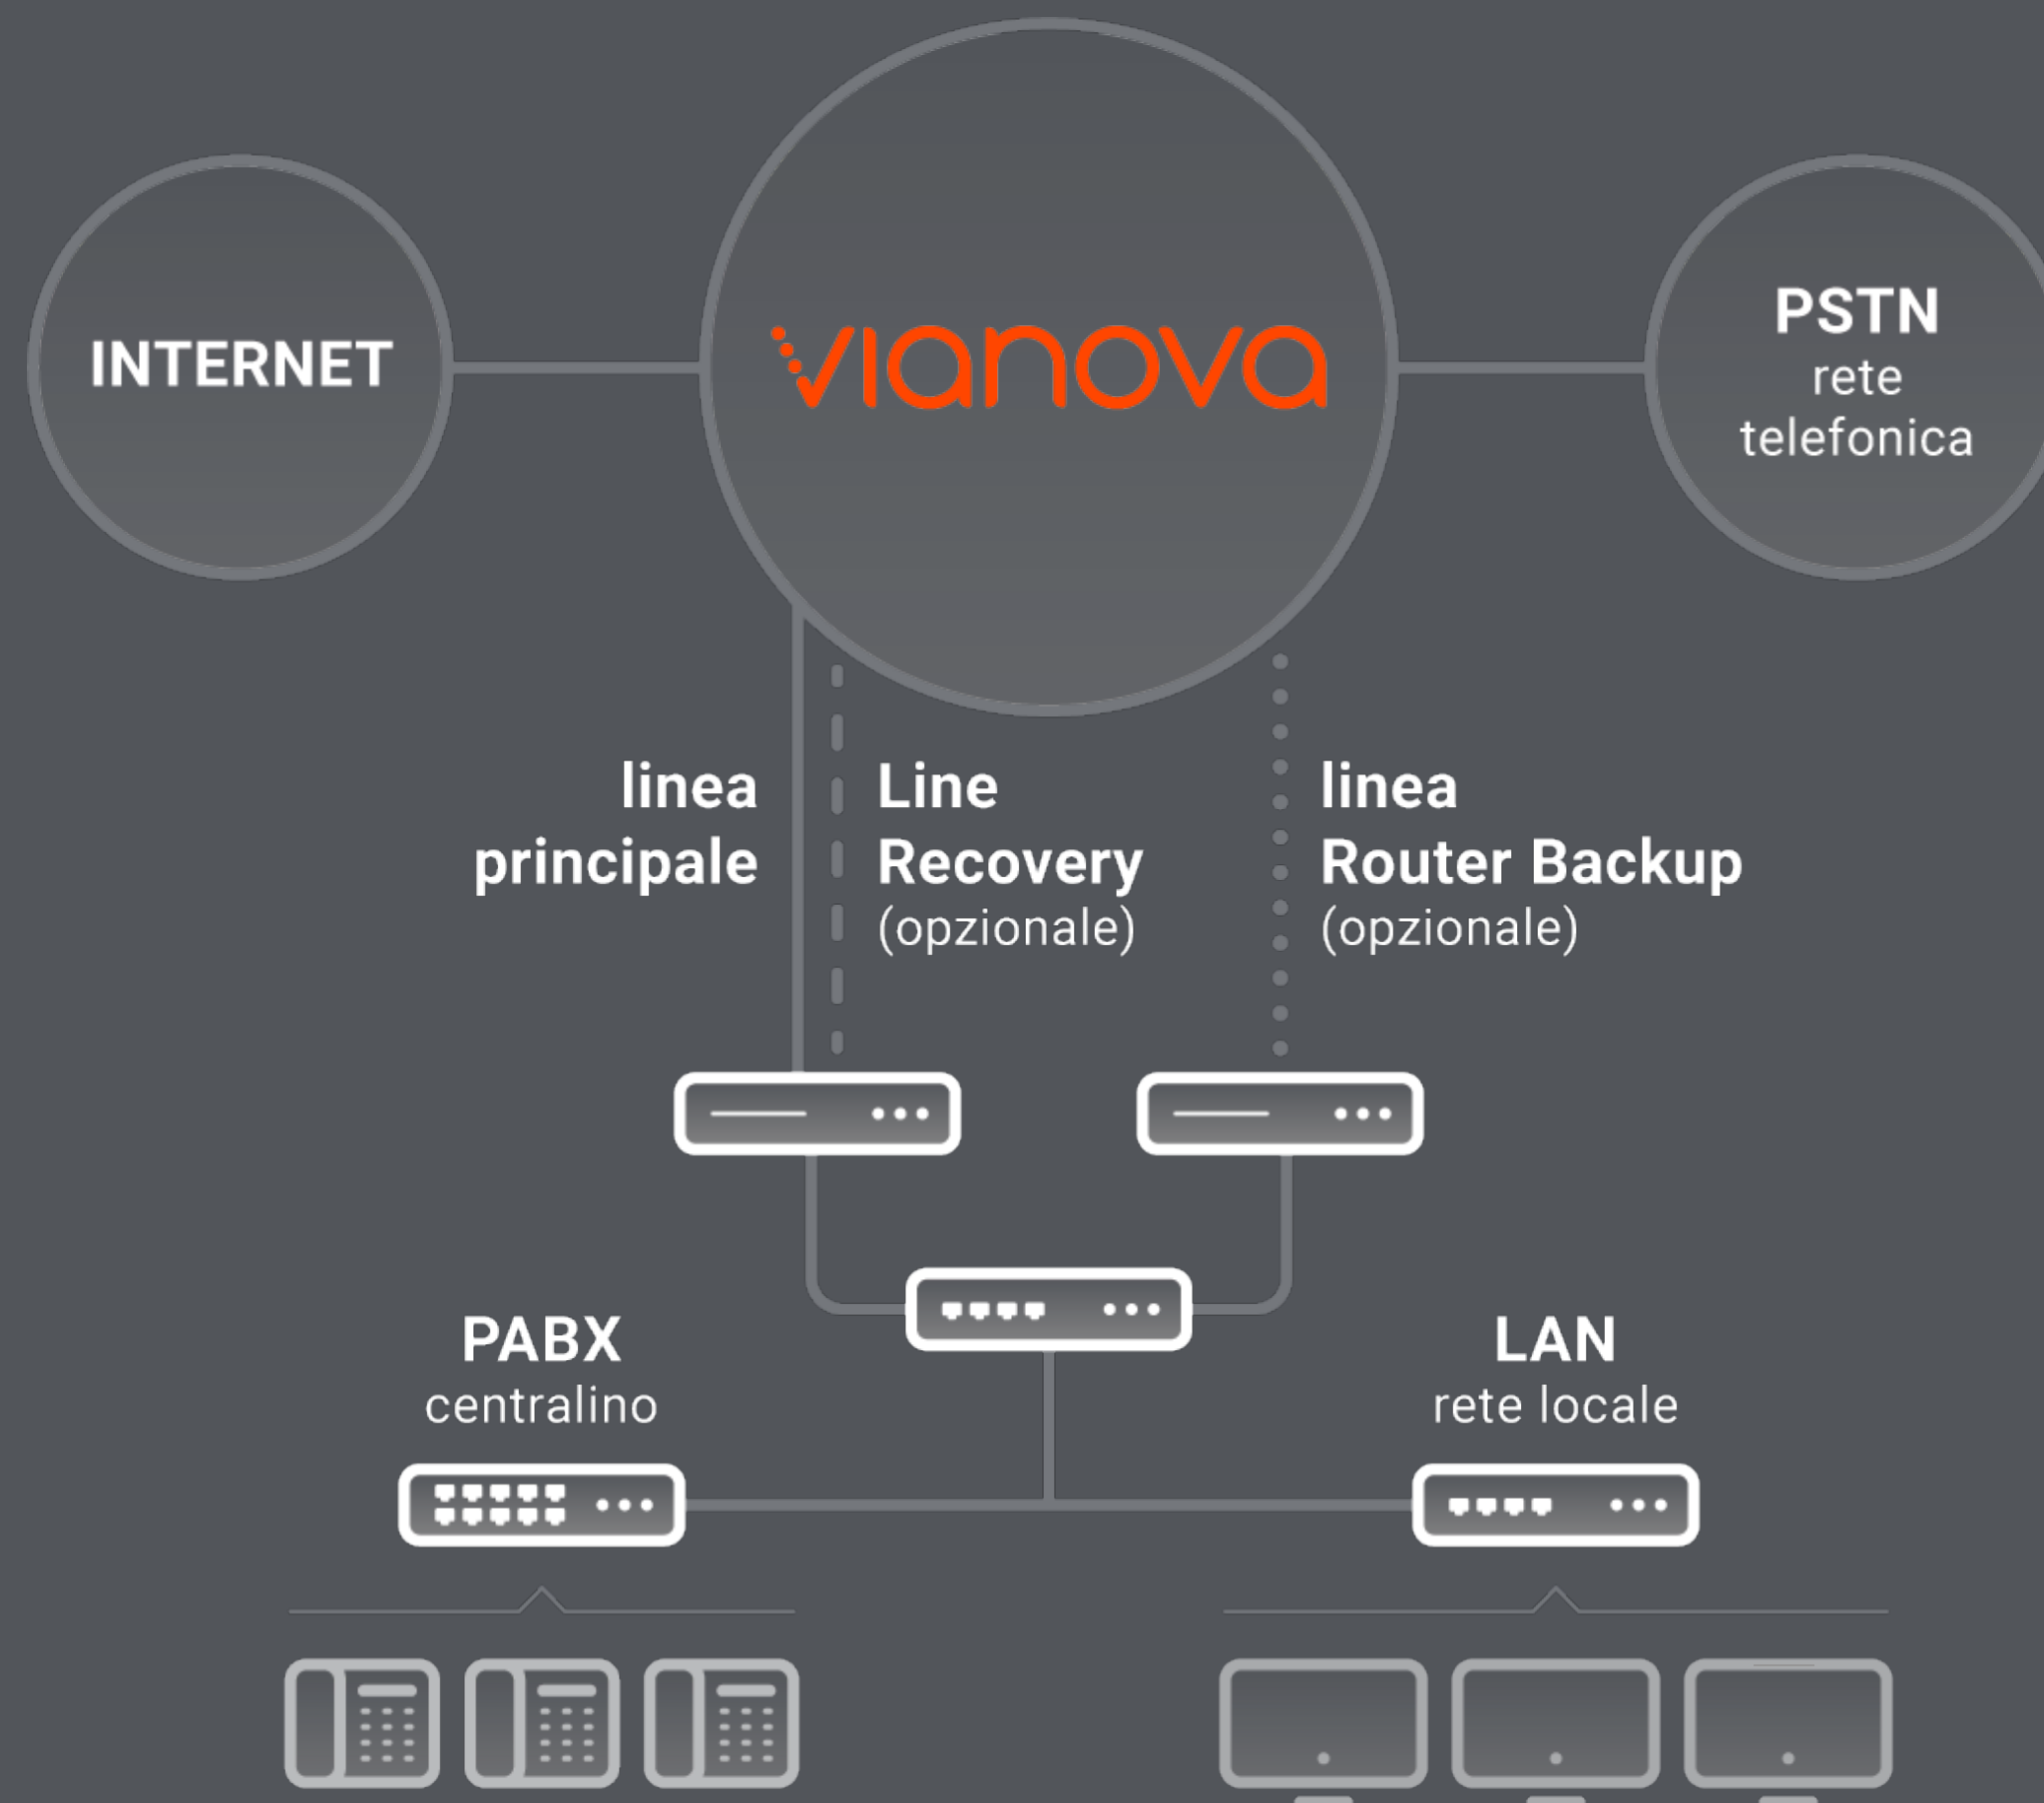 INTERNET
vianova
PSTN
rete
telefonica
linea
principale
Line
Recovery
(opzionale)
linea
Router Backup
(opzionale)
PABX
centralino
LAN
rete locale